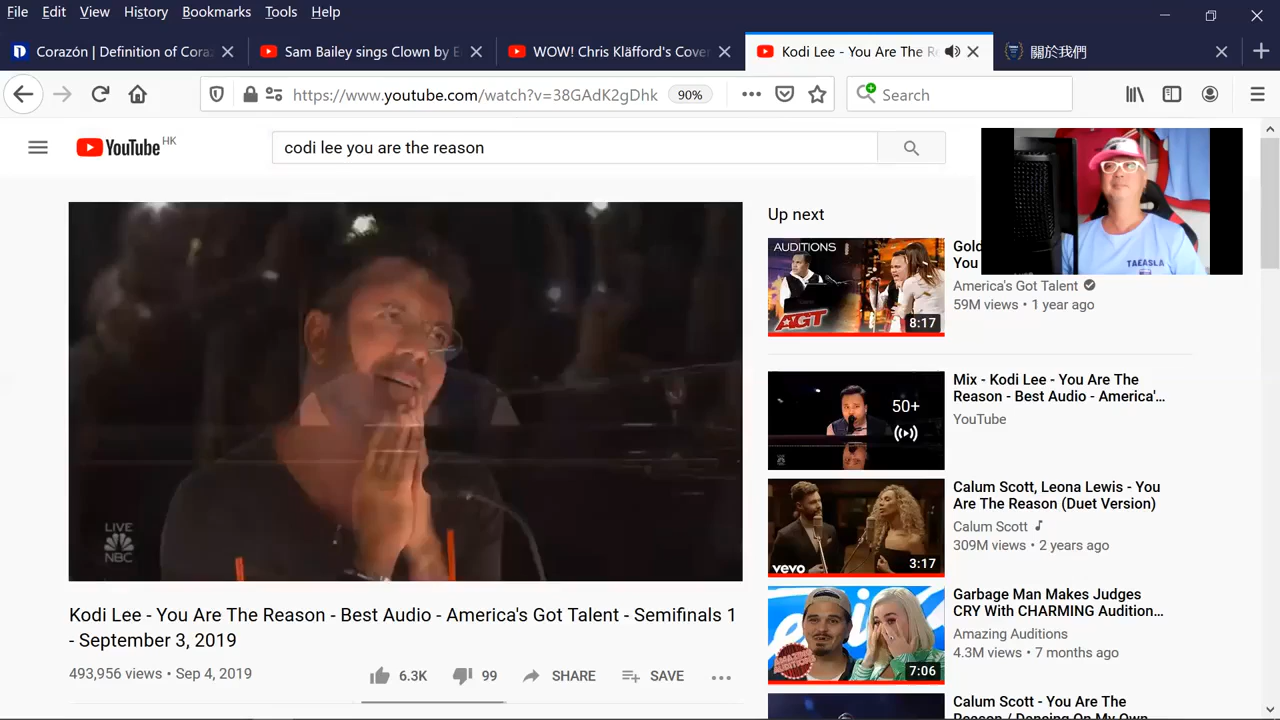 File Edit View History Bookmarks Tools Help
Corazón | Definition of Cora
Sam Bailey sings Clown by E
WOW! Chris Kläfford's Cover
Kodi Lee - You Are The R
關於我們
https://www.youtube.com/watch?v=38GAdK2gDhk
90%
Search
YouTube HK
codi lee you are the reason
TAEASLA
LIVE
NBC
Kodi Lee - You Are The Reason - Best Audio - America's Got Talent - Semifinals 1
- September 3, 2019
493,956 views • Sep 4, 2019
6.3K
99
SHARE
SAVE
Up next
AUDITIONS
AGT
8:17
Gold
You
America's Got Talent
59M views • 1 year ago
50+
Mix - Kodi Lee - You Are The
Reason - Best Audio - America'...
YouTube
vevo
3:17
Calum Scott, Leona Lewis - You
Are The Reason (Duet Version)
Calum Scott
309M views • 2 years ago
AMAZING
AUDITIONS
7:06
Garbage Man Makes Judges
CRY With CHARMING Audition...
Amazing Auditions
4.3M views • 7 months ago
Calum Scott - You Are The
Reason / Dancing On My Own